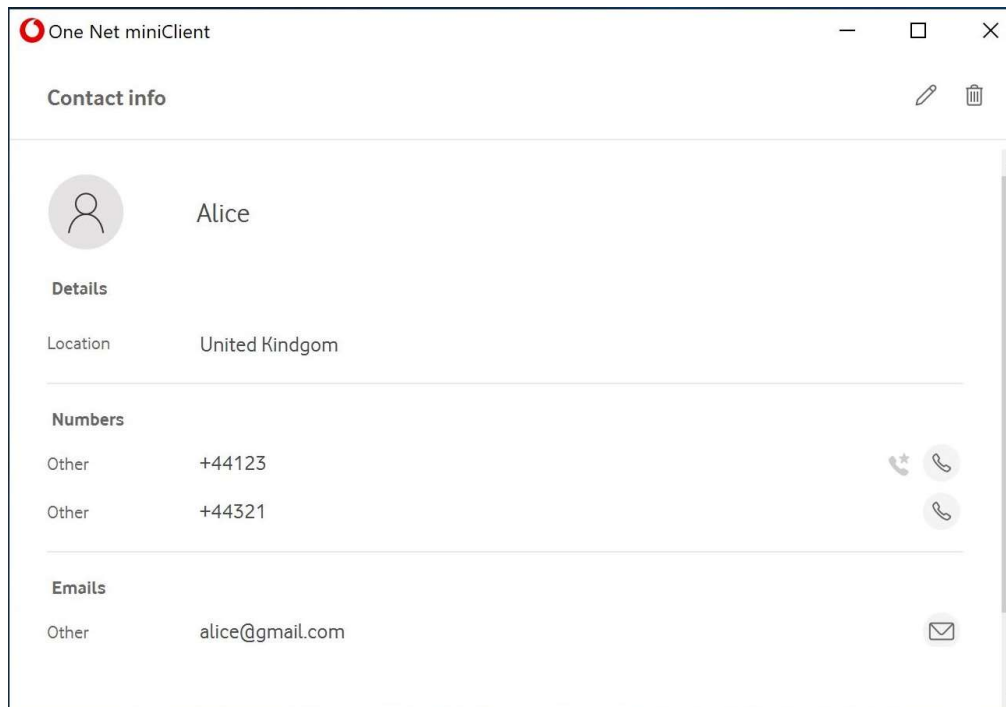 One Net miniClient
Contact info
Alice
Details
Location United Kindgom
Numbers
Other +44123
Other +44321
Emails
Other alice@gmail.com